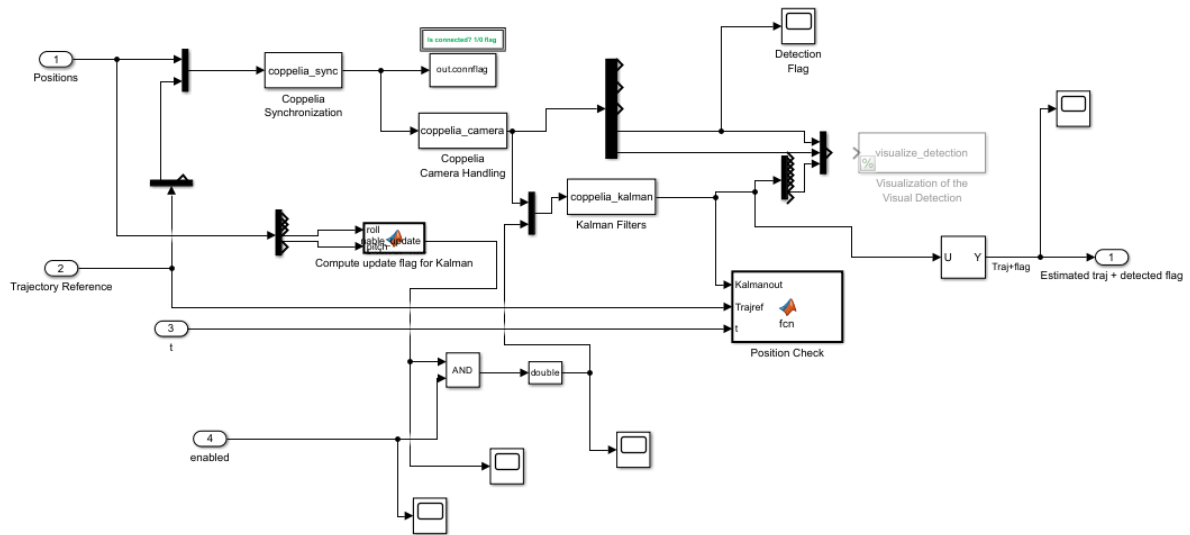 Is connected? 1/0 flag
1
Positions
coppelia_sync
Coppelia
Synchronization
out.connflag
Detection
Flag
coppelia_camera
Coppelia
Camera Handling
visualize_detection
%
Visualization of the
Visual Detection
coppelia_kalman
Kalman Filters
roll
nable_update
pitch
Compute update flag for Kalman
2
Trajectory Reference
U
Y
Traj+flag
1
Estimated traj + detected flag
Kalmanout
Trajref
t
fcn
Position Check
3
t
AND
double
4
enabled